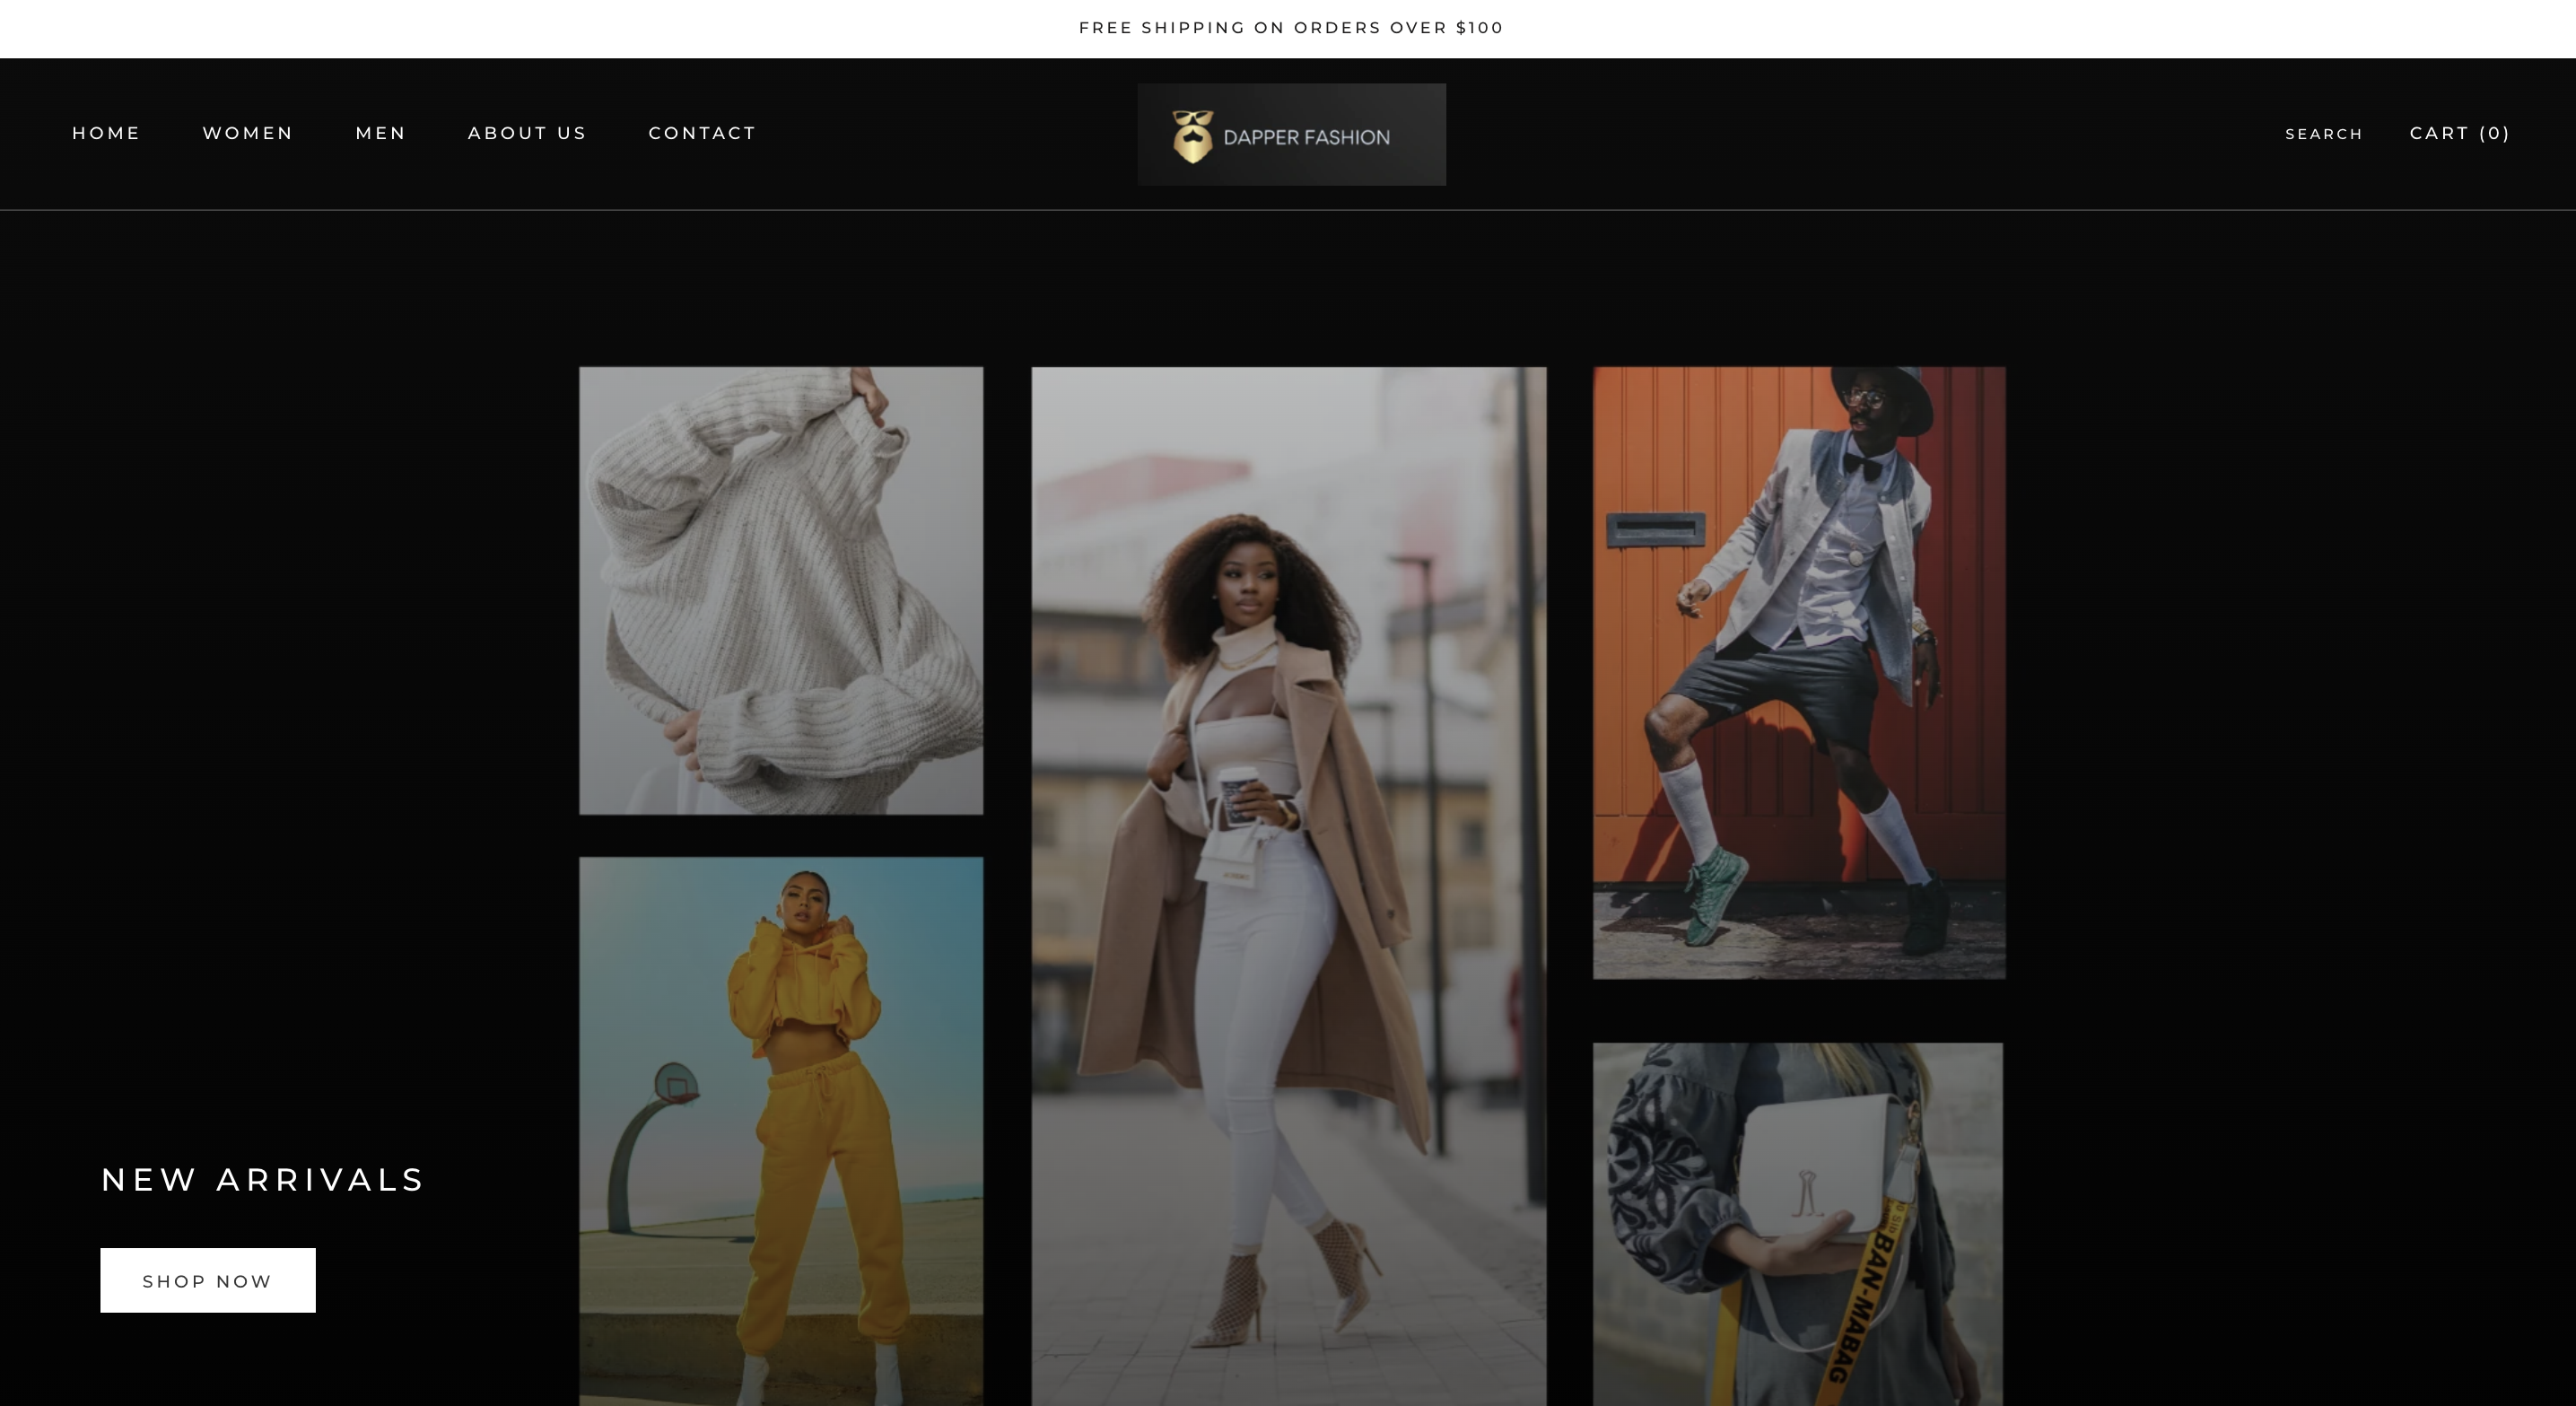 FREE SHIPPING ON ORDERS OVER $100
HOME WOMEN MEN ABOUT US CONTACT
DAPPER FASHION
SEARCH CART (0)
BAN-MABAG
NEW ARRIVALS
SHOP NOW